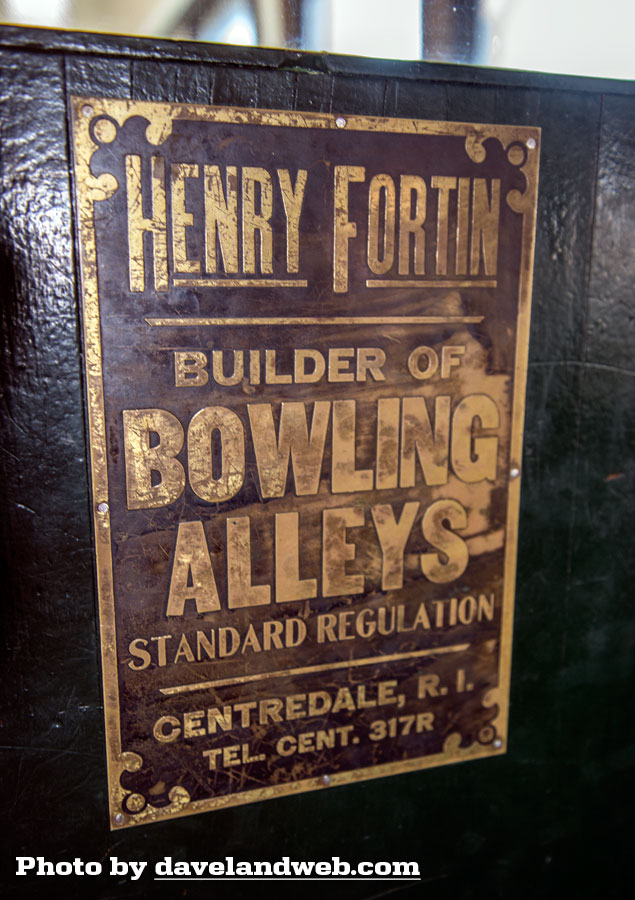 HENRY FORTIN
BUILDER OF
BOWLING
ALLEYS
STANDARD REGULATION
CENTREDALE, R. I.
TEL. CENT. 317R
Photo by davelandweb.com